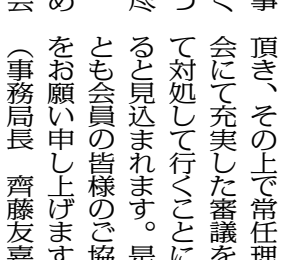 事
頂き、その上で常任理
会にて充実した審議を
て対処して行くことに
ると見込まれます。是
とも会員の皆様のご協
をお願い申し上げます
（事務局長　齊藤友嘉
会